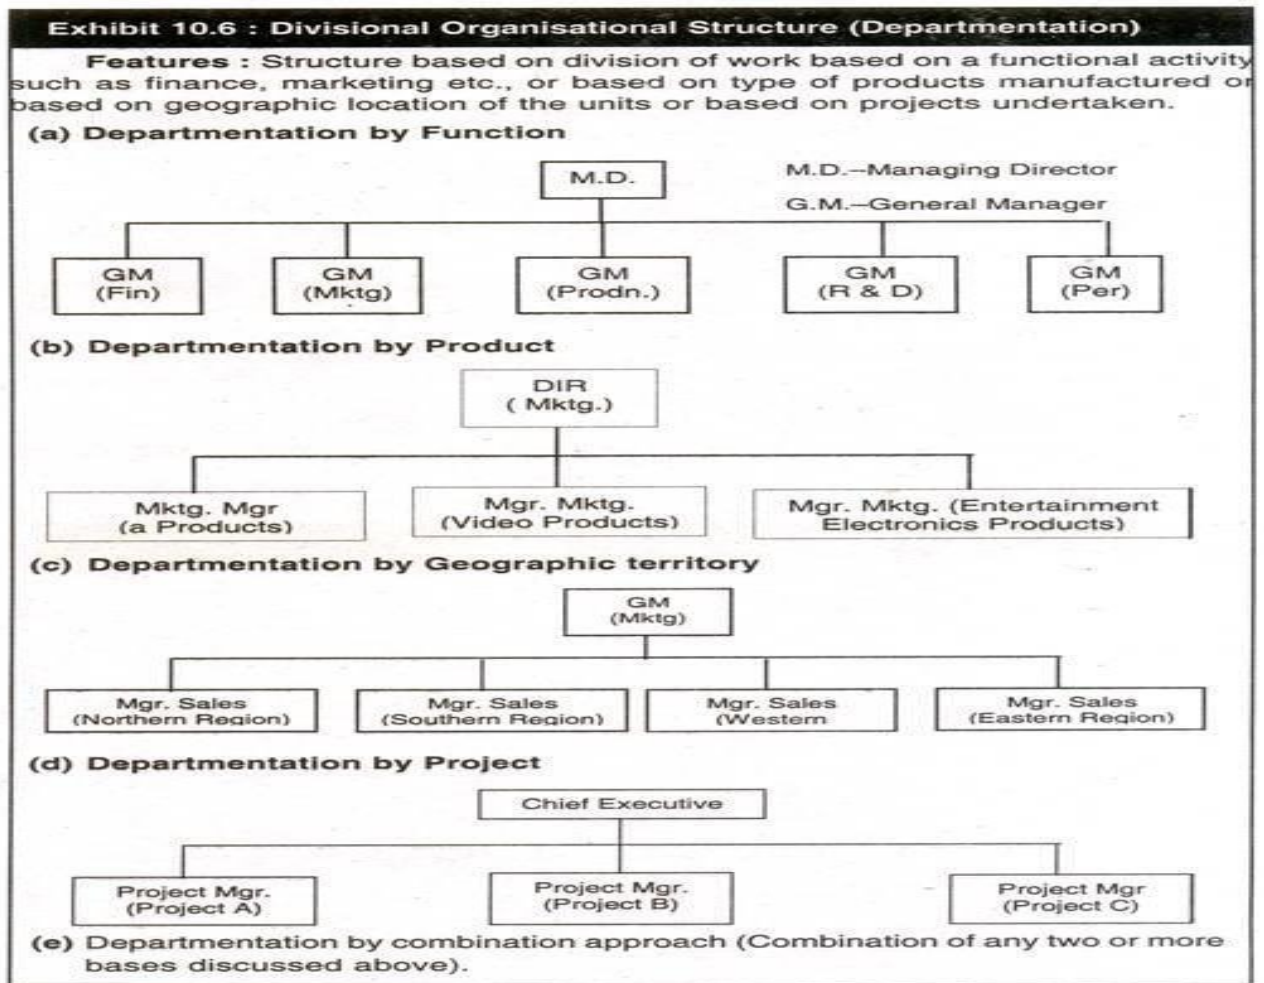 Exhibit 10.6 : Divisional Organisational Structure (Departmentation)
Features : Structure based on division of work based on a functional activity
such as finance, marketing etc., or based on type of products manufactured or
based on geographic location of the units or based on projects undertaken.
(a) Departmentation by Function
M.D.
M.D.–Managing Director
G.M.–General Manager
GM
(Fin)
GM
(Mktg)
GM
(Prodn.)
GM
(R & D)
GM
(Per)
(b) Departmentation by Product
DIR
( Mktg.)
Mktg. Mgr
(a Products)
Mgr. Mktg.
(Video Products)
Mgr. Mktg. (Entertainment
Electronics Products)
(c) Departmentation by Geographic territory
GM
(Mktg)
Mgr. Sales
(Northern Region)
Mgr. Sales
(Southern Region)
Mgr. Sales
(Western
Mgr. Sales
(Eastern Region)
(d) Departmentation by Project
Chief Executive
Project Mgr.
(Project A)
Project Mgr.
(Project B)
Project Mgr
(Project C)
(e) Departmentation by combination approach (Combination of any two or more
bases discussed above).